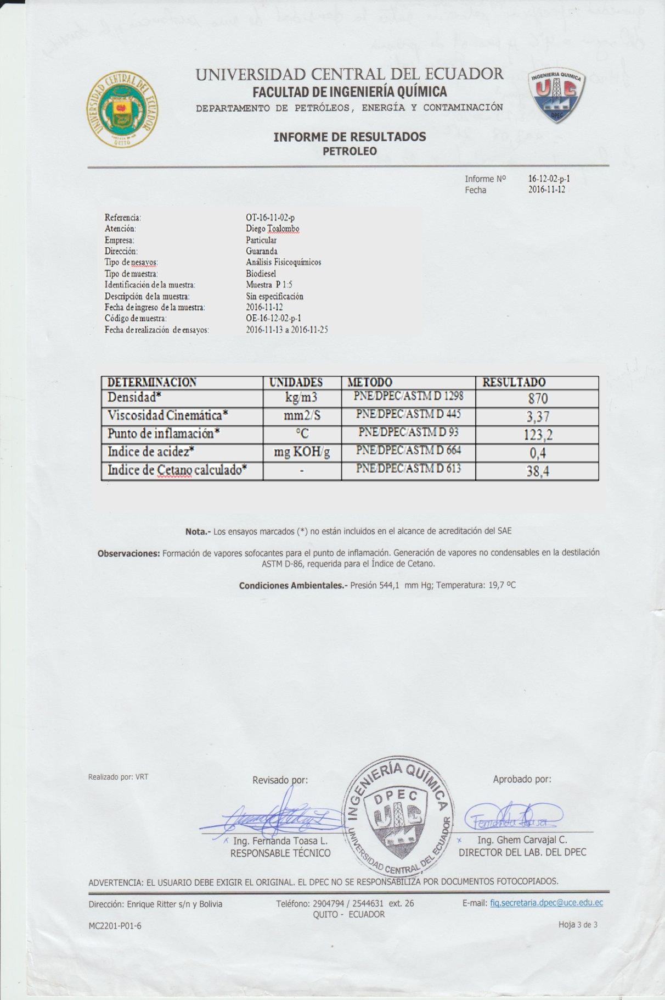 UNIVERSIDAD CENTRAL DEL ECUADOR
FACULTAD DE INGENIERÍA QUÍMICA
DEPARTAMENTO DE PETRÓLEOS, ENERGÍA Y CONTAMINACIÓN
UNIVERSIDAD CENTRAL DEL ECUADOR
QUITO
INGENIERIA QUIMICA
UC
DPEC
INFORME DE RESULTADOS
PETROLEO
Informe Nº 16-12-02-p-1
Fecha 2016-11-12
Referencia: OT-16-11-02-p
Atención: Diego Toalombo
Empresa: Particular
Dirección: Guaranda
Tipo de nesayos: Análisis Fisicoquímicos
Tipo de muestra: Biodiesel
Identificación de la muestra: Muestra P 1:5
Descripción de la muestra: Sin especificación
Fecha de ingreso de la muestra: 2016-11-12
Código de muestra: OE-16-12-02-p-1
Fecha de realización de ensayos: 2016-11-13 a 2016-11-25
DETERMINACION UNIDADES METODO RESULTADO
Densidad* kg/m3 PNE/DPEC/ASTM D 1298 870
Viscosidad Cinemática* mm2/S PNE/DPEC/ASTM D 445 3,37
Punto de inflamación* °C PNE/DPEC/ASTM D 93 123,2
Indice de acidez* mg KOH/g PNE/DPEC/ASTM D 664 0,4
Indice de Cetano calculado* - PNE/DPEC/ASTM D 613 38,4
Nota.- Los ensayos marcados (*) no están incluidos en el alcance de acreditación del SAE
Observaciones: Formación de vapores sofocantes para el punto de inflamación. Generación de vapores no condensables en la destilación
ASTM D-86, requerida para el Índice de Cetano.
Condiciones Ambientales.- Presión 544,1 mm Hg; Temperatura: 19,7 ºC
Realizado por: VRT
Revisado por:
Aprobado por:
INGENIERÍA QUÍMICA
DPEC
UC
UNIVERSIDAD CENTRAL DEL ECUADOR
Fernanda Toasa
x Ing. Fernanda Toasa L.
RESPONSABLE TÉCNICO
x Ing. Ghem Carvajal C.
DIRECTOR DEL LAB. DEL DPEC
ADVERTENCIA: EL USUARIO DEBE EXIGIR EL ORIGINAL. EL DPEC NO SE RESPONSABILIZA POR DOCUMENTOS FOTOCOPIADOS.
Dirección: Enrique Ritter s/n y Bolivia Teléfono: 2904794 / 2544631 ext. 26 E-mail: fiq.secretaria.dpec@uce.edu.ec
QUITO - ECUADOR
MC2201-P01-6 Hoja 3 de 3